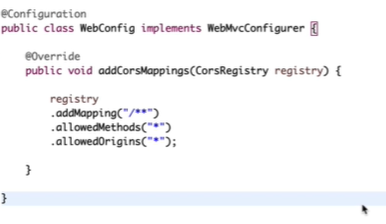 @Configuration
public class WebConfig implements WebMvcConfigurer {
@Override
public void addCorsMappings(CorsRegistry registry) {
registry
.addMapping("/**")
.allowedMethods("*")
.allowedOrigins("*");
}
}